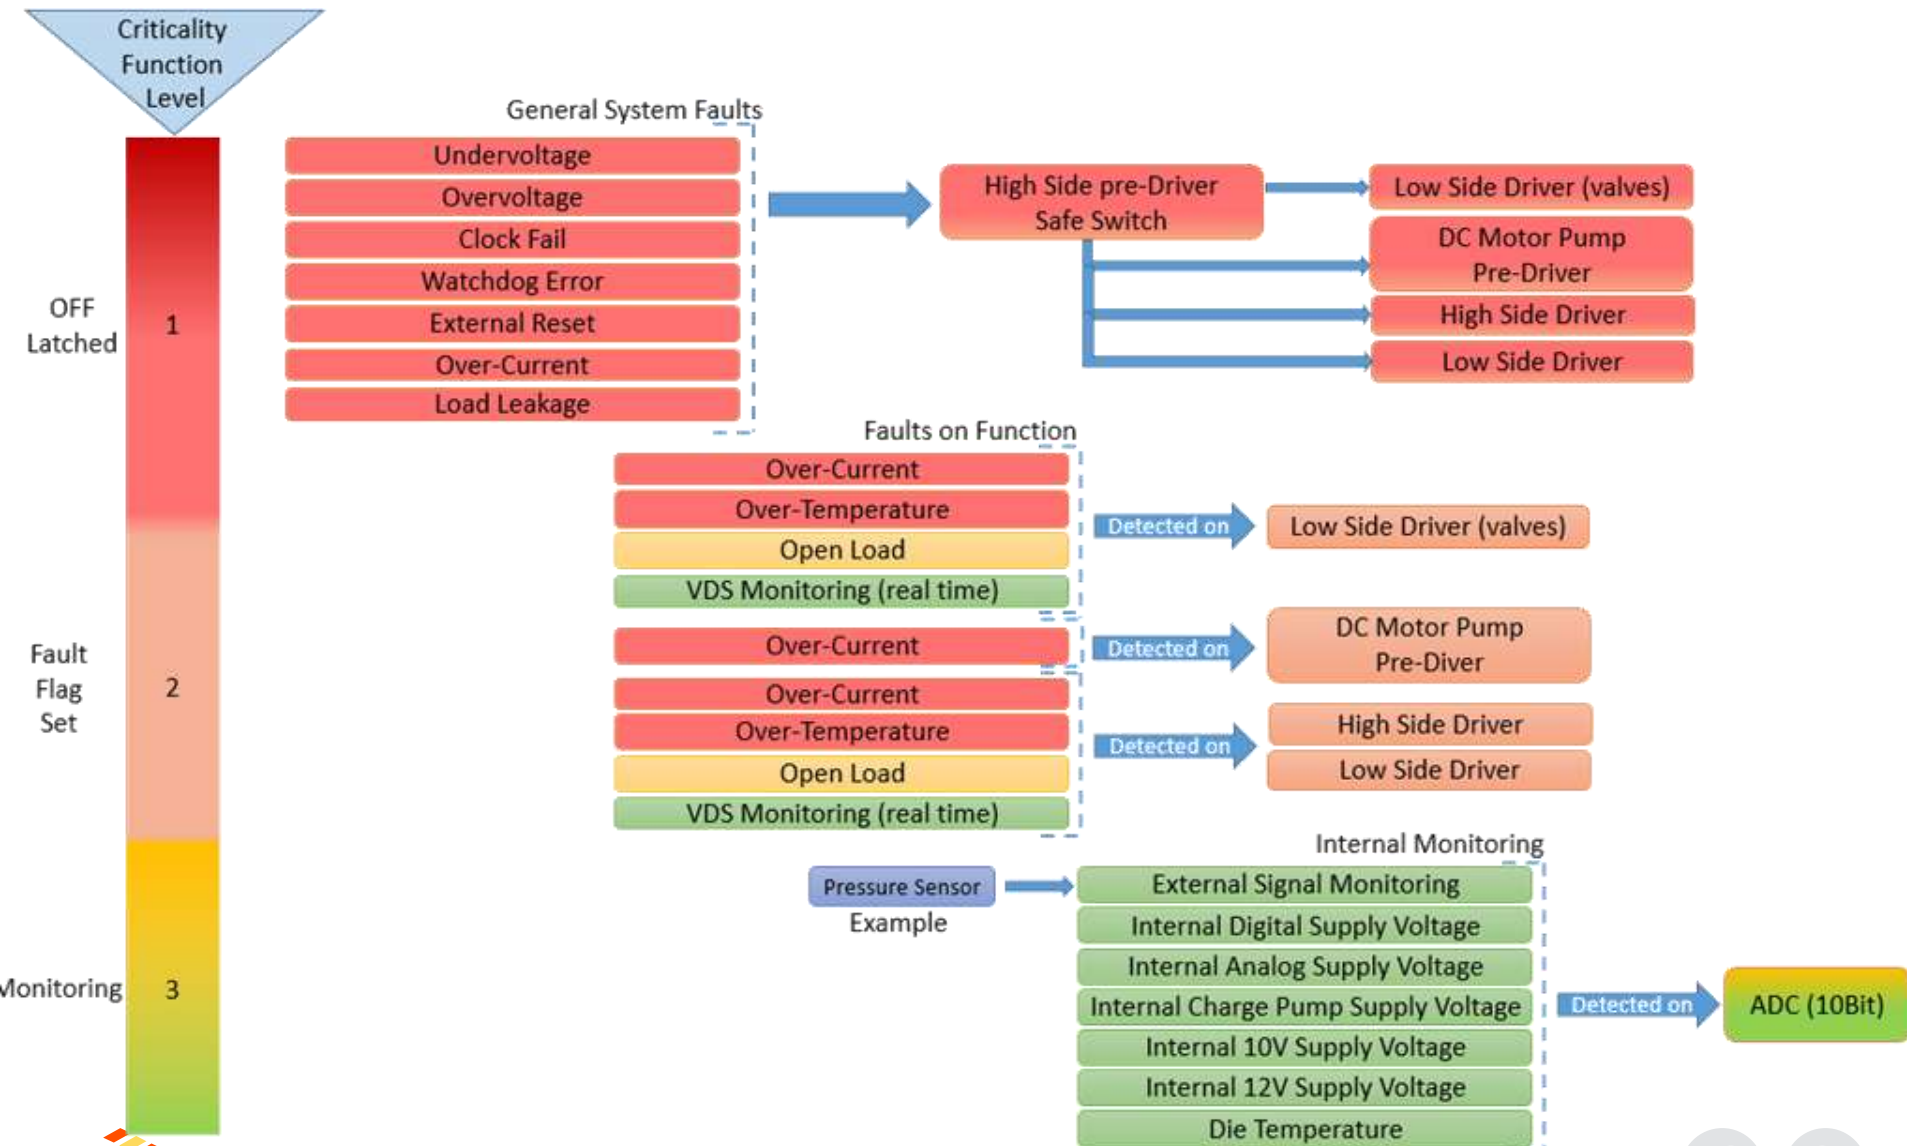 Criticality
Function
Level
General System Faults
Undervoltage
Overvoltage
Clock Fail
Watchdog Error
External Reset
Over-Current
Load Leakage
High Side pre-Driver
Safe Switch
Low Side Driver (valves)
DC Motor Pump
Pre-Driver
High Side Driver
Low Side Driver
OFF
Latched
1
Faults on Function
Over-Current
Over-Temperature
Open Load
VDS Monitoring (real time)
Detected on
Low Side Driver (valves)
Over-Current
Detected on
DC Motor Pump
Pre-Diver
Over-Current
Over-Temperature
Open Load
VDS Monitoring (real time)
Detected on
High Side Driver
Low Side Driver
Fault
Flag
Set
2
Internal Monitoring
Pressure Sensor
Example
External Signal Monitoring
Internal Digital Supply Voltage
Internal Analog Supply Voltage
Internal Charge Pump Supply Voltage
Internal 10V Supply Voltage
Internal 12V Supply Voltage
Die Temperature
Detected on
ADC (10Bit)
Monitoring
3